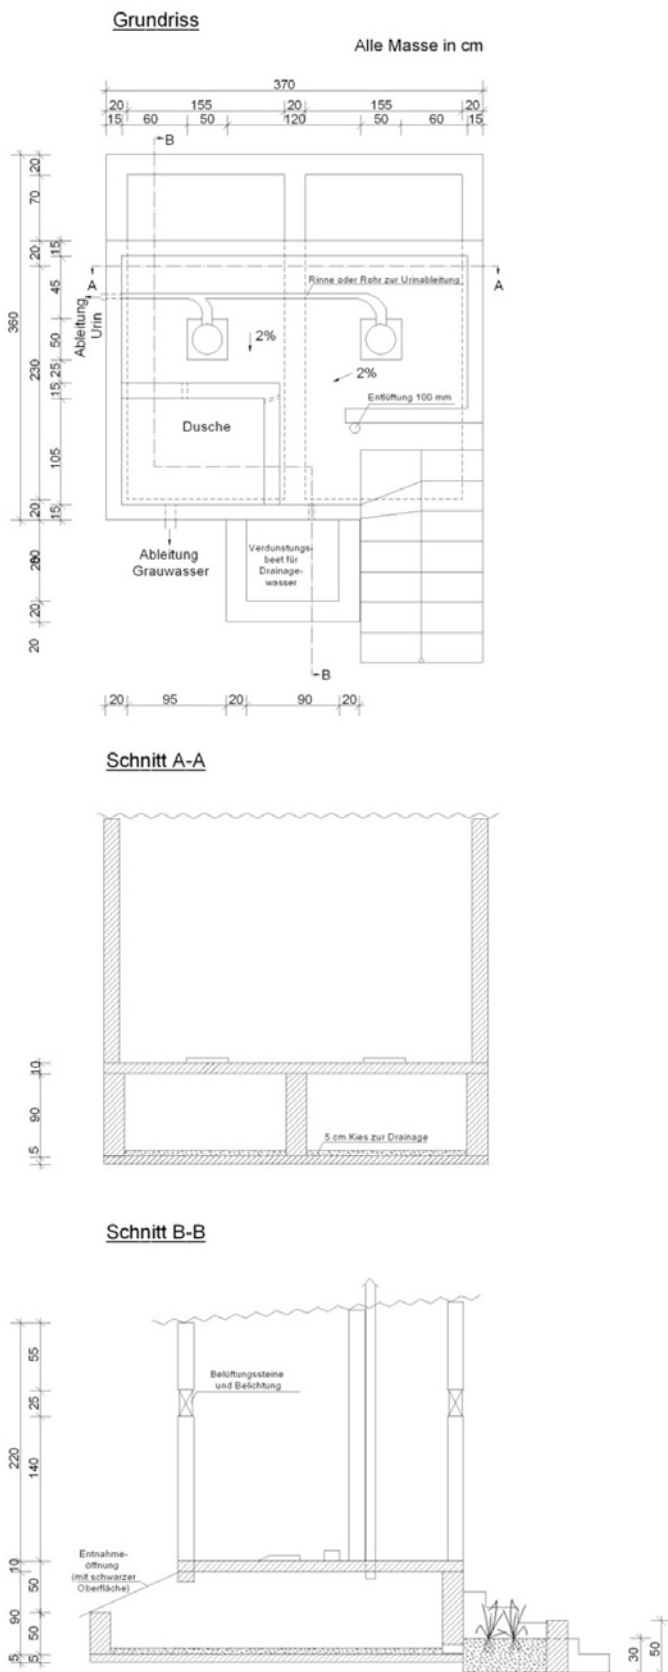 Grundriss
Alle Masse in cm
370
20 155 20 155 20
15 60 50 120 50 60 15
B
20
70
20
15
A
A
45
Rinne oder Rohr zur Urinableitung
Ableitung
Urin
360
230
50
2%
25
2%
15
Entlüftung 100 mm
Dusche
105
20
15
Ableitung
Grauwasser
Verdunstungs-
beet für
Drainage-
wasser
20
20
B
20 95 20 90 20
Schnitt A-A
10
90
5 cm Kies zur Drainage
5
Schnitt B-B
55
Belüftungssteine
und Belichtung
25
220
140
Entnahme-
öffnung
(mit schwarzer
Oberfläche)
10
50
90
50
30
50
5
5